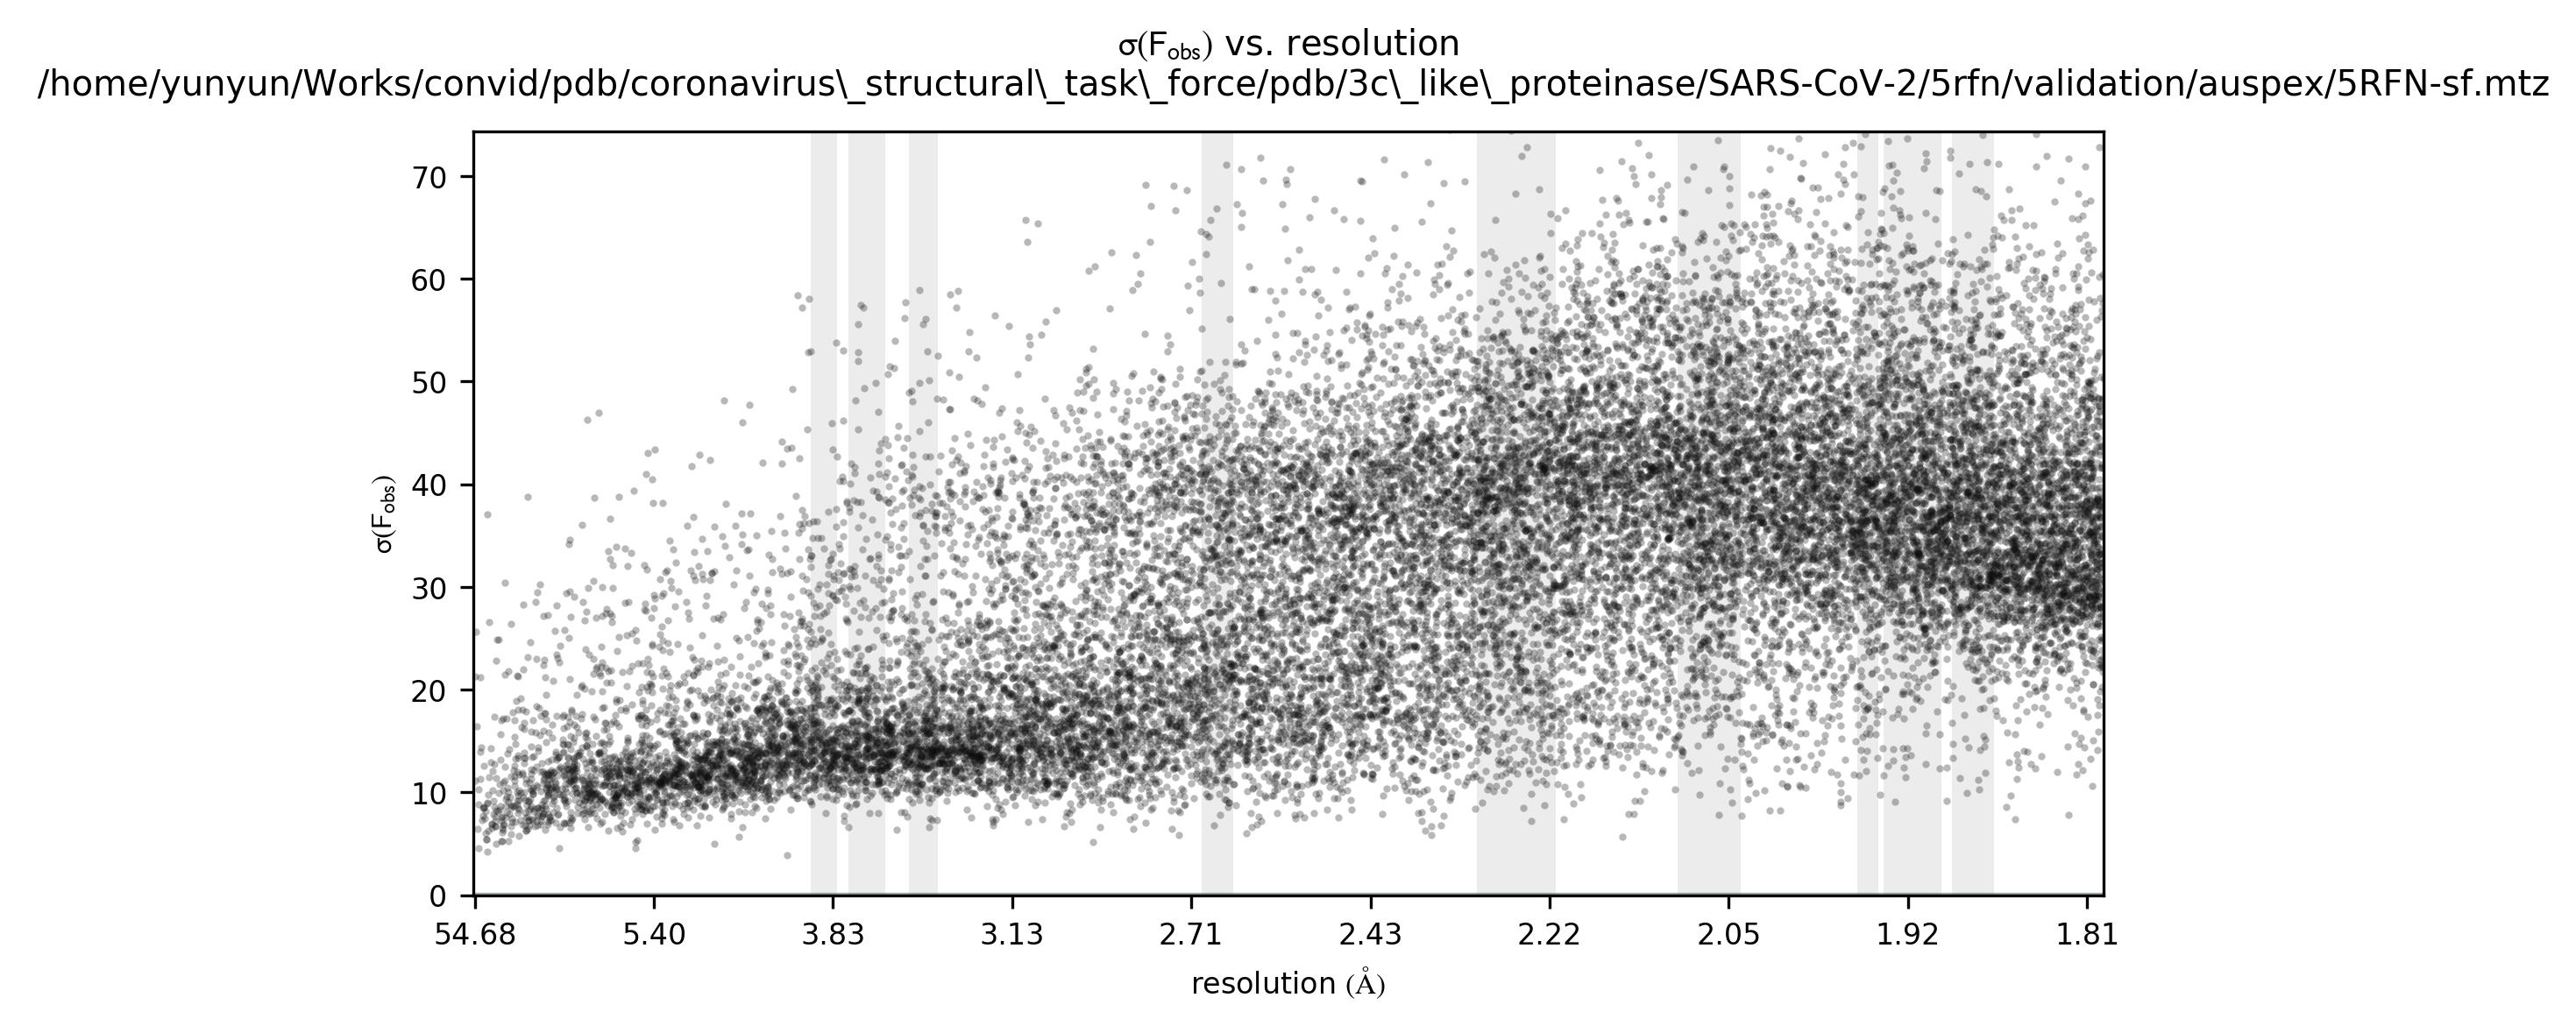 σ(Fobs) vs. resolution
/home/yunyun/Works/convid/pdb/coronavirus\_structural\_task\_force/pdb/3c\_like\_proteinase/SARS-CoV-2/5rfn/validation/auspex/5RFN-sf.mtz
σ(Fobs)
70
60
50
40
30
20
10
0
54.68 5.40 3.83 3.13 2.71 2.43 2.22 2.05 1.92 1.81
resolution (Å)